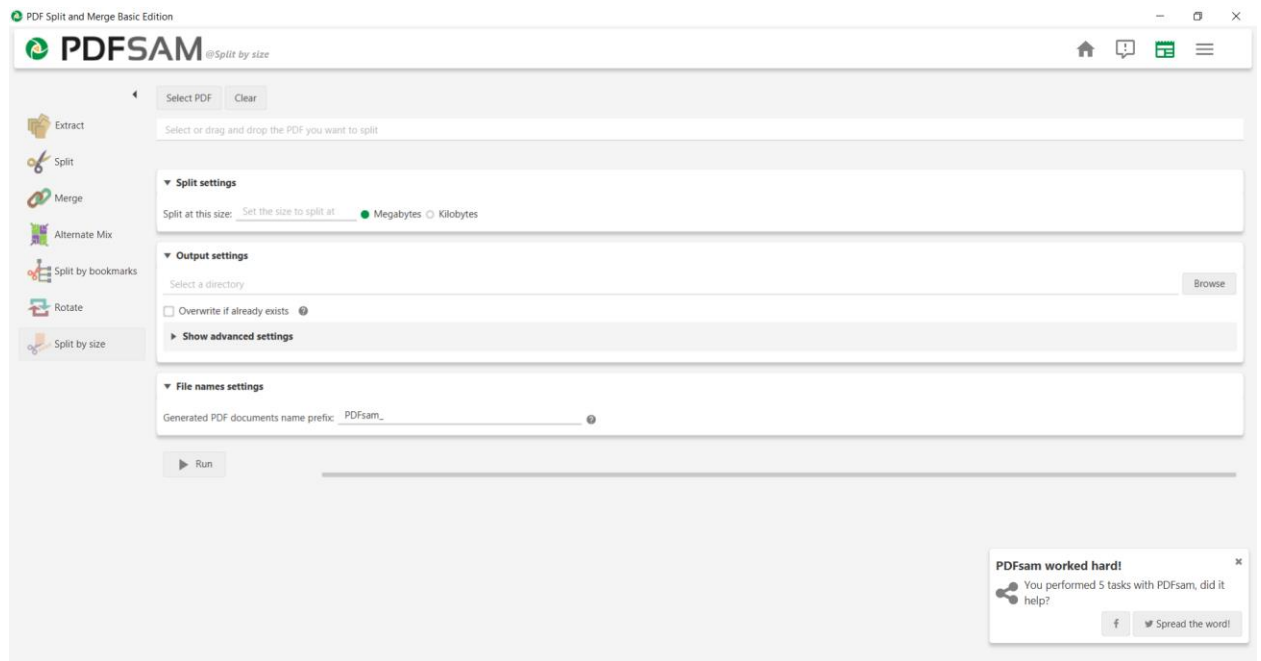 PDF Split and Merge Basic Edition
PDFSAM @Split by size
Select PDF Clear
Select or drag and drop the PDF you want to split
Extract
Split
Merge
Alternate Mix
Split by bookmarks
Rotate
Split by size
Split settings
Split at this size: Set the size to split at Megabytes Kilobytes
Output settings
Select a directory Browse
Overwrite if already exists
Show advanced settings
File names settings
Generated PDF documents name prefix: PDFsam_
Run
PDFsam worked hard!
You performed 5 tasks with PDFsam, did it
help?
f Spread the word!